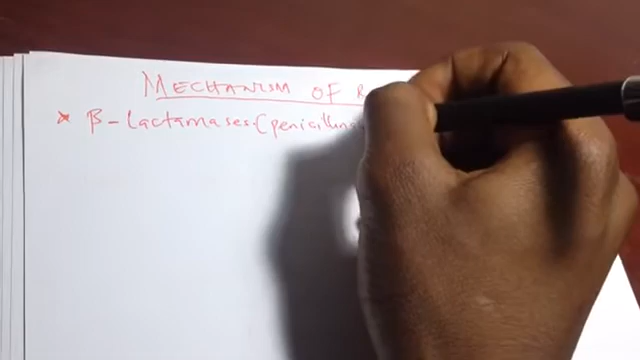 MECHANISM OF R
* β-lactamases (penicillina